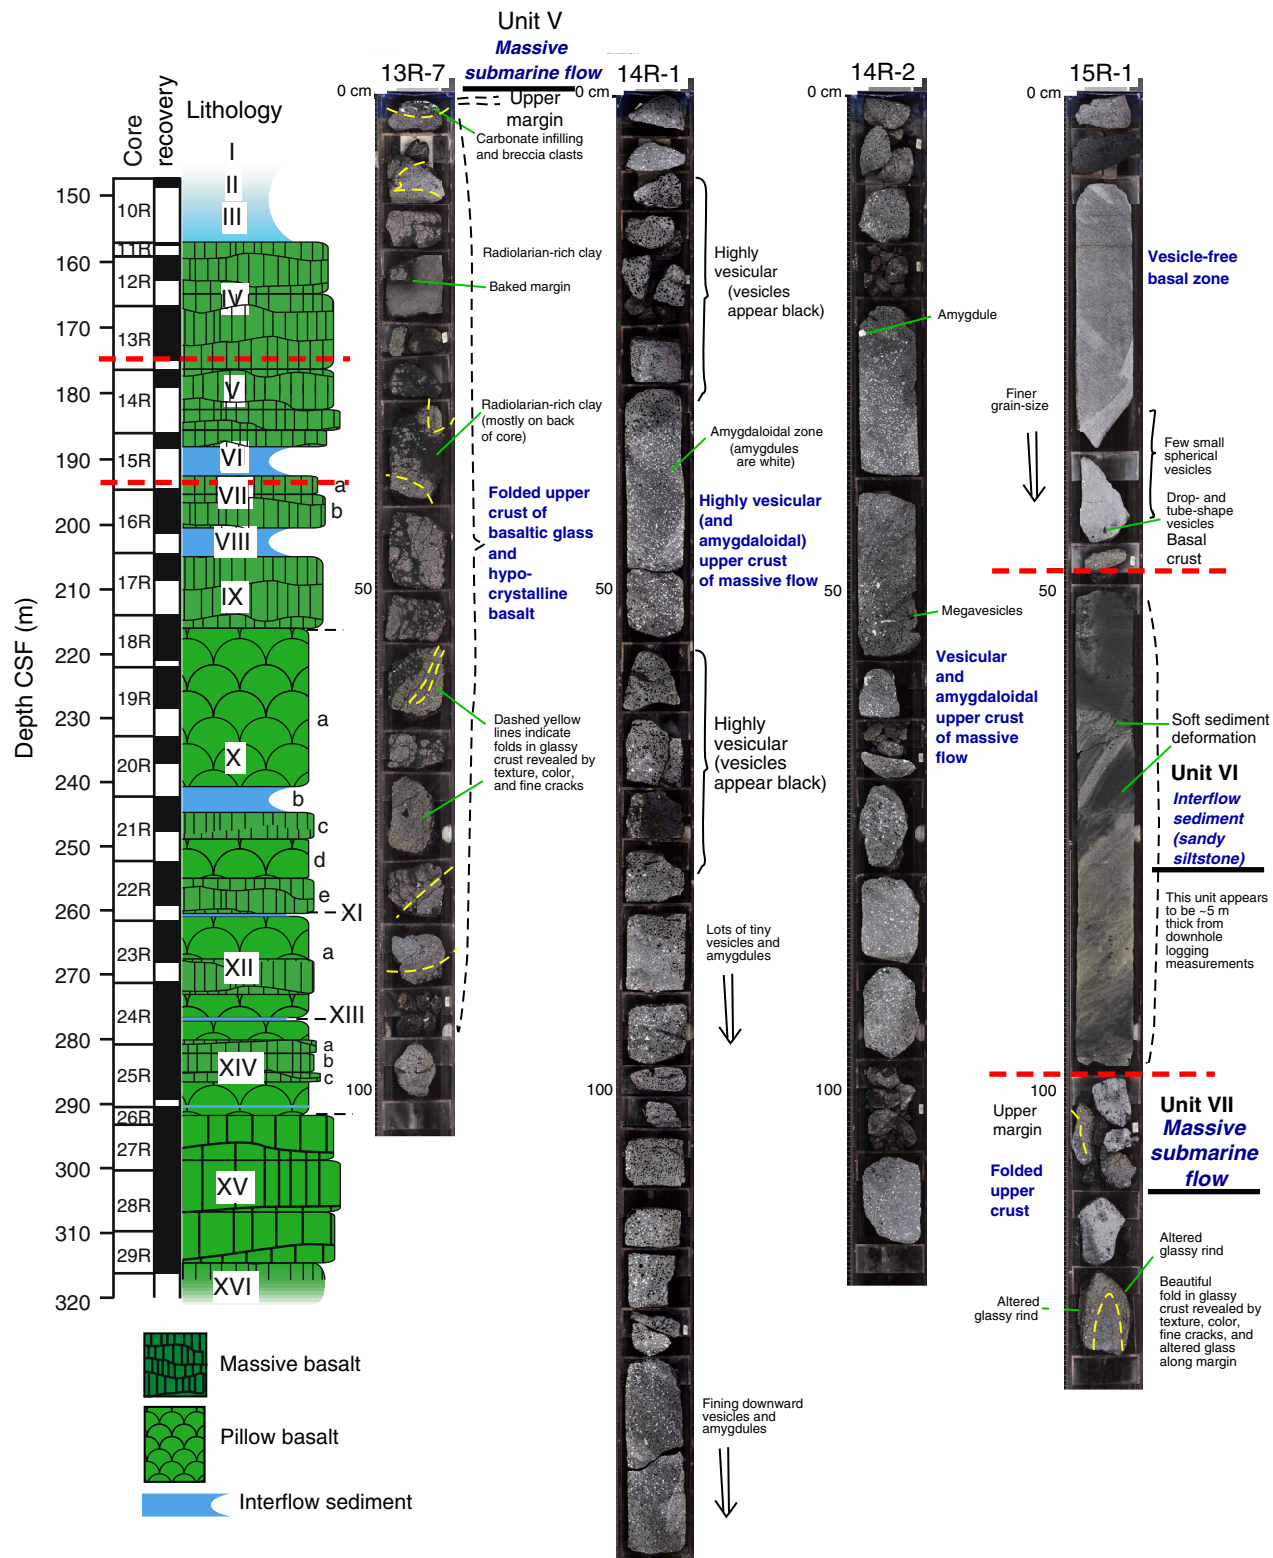 Unit V
Massive
submarine flow
13R-7
14R-1
14R-2
15R-1
0 cm
0 cm
0 cm
0 cm
Core
recovery
Lithology
Depth CSF (m)
150
160
170
180
190
200
210
220
230
240
250
260
270
280
290
300
310
320
10R
11R
12R
13R
14R
15R
16R
17R
18R
19R
20R
21R
22R
23R
24R
25R
26R
27R
28R
29R
I
II
III
IV
V
VI
VII
a
b
VIII
IX
X
a
b
c
d
e
XI
XII
a
XIII
XIV
a
b
c
XV
XVI
Massive basalt
Pillow basalt
Interflow sediment
50
100
Upper
margin
Carbonate infilling
and breccia clasts
Radiolarian-rich clay
Baked margin
Radiolarian-rich clay
(mostly on back
of core)
Folded upper
crust of
basaltic glass
and
hypo-
crystalline
basalt
Dashed yellow
lines indicate
folds in glassy
crust revealed by
texture, color,
and fine cracks
50
100
Highly
vesicular
(vesicles
appear black)
Amygdaloidal zone
(amygdules
are white)
Highly vesicular
(and
amygdaloidal)
upper crust
of massive flow
Highly
vesicular
(vesicles
appear black)
Lots of tiny
vesicles and
amygdules
Fining downward
vesicles and
amygdules
50
100
Amygdule
Megavesicles
Vesicular
and
amygdaloidal
upper crust
of massive
flow
50
100
Vesicle-free
basal zone
Finer
grain-size
Few small
spherical
vesicles
Drop- and
tube-shape
vesicles
Basal
crust
Soft sediment
deformation
Unit VI
Interflow
sediment
(sandy
siltstone)
This unit appears
to be ~5 m
thick from
downhole
logging
measurements
Upper
margin
Unit VII
Massive
submarine
flow
Folded
upper
crust
Altered
glassy rind
Altered
glassy rind
Beautiful
fold in glassy
crust revealed by
texture, color,
fine cracks, and
altered glass
along margin